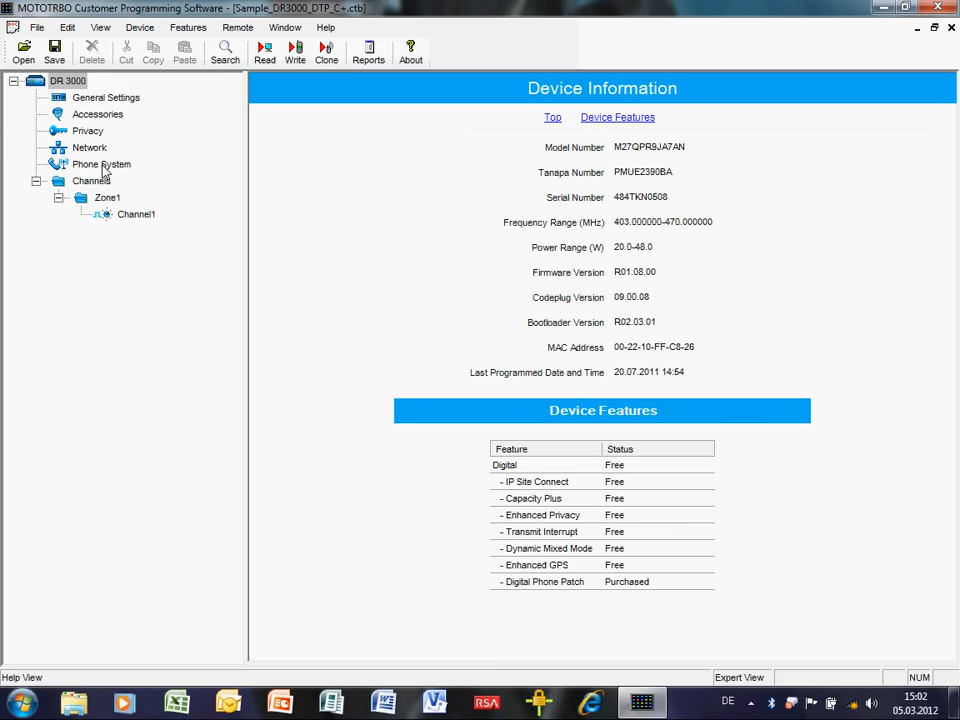 MOTOTRBO Customer Programming Software - [Sample_DR3000_DTP_C+.ctb]
File Edit View Device Features Remote Window Help
Open Save Delete Cut Copy Paste Search Read Write Clone Reports About
DR 3000
General Settings
Accessories
Privacy
Network
Phone System
Channels
Zone1
Channel1
Device Information
Top Device Features
Model Number M27QPR9JA7AN
Tanapa Number PMUE2390BA
Serial Number 484TKN0508
Frequency Range (MHz) 403.000000-470.000000
Power Range (W) 20.0-48.0
Firmware Version R01.08.00
Codeplug Version 09.00.08
Bootloader Version R02.03.01
MAC Address 00-22-10-FF-C8-26
Last Programmed Date and Time 20.07.2011 14:54
Device Features
Feature Status
Digital Free
- IP Site Connect Free
- Capacity Plus Free
- Enhanced Privacy Free
- Transmit Interrupt Free
- Dynamic Mixed Mode Free
- Enhanced GPS Free
- Digital Phone Patch Purchased
Help View Expert View NUM
RSA DE 15:02
05.03.2012